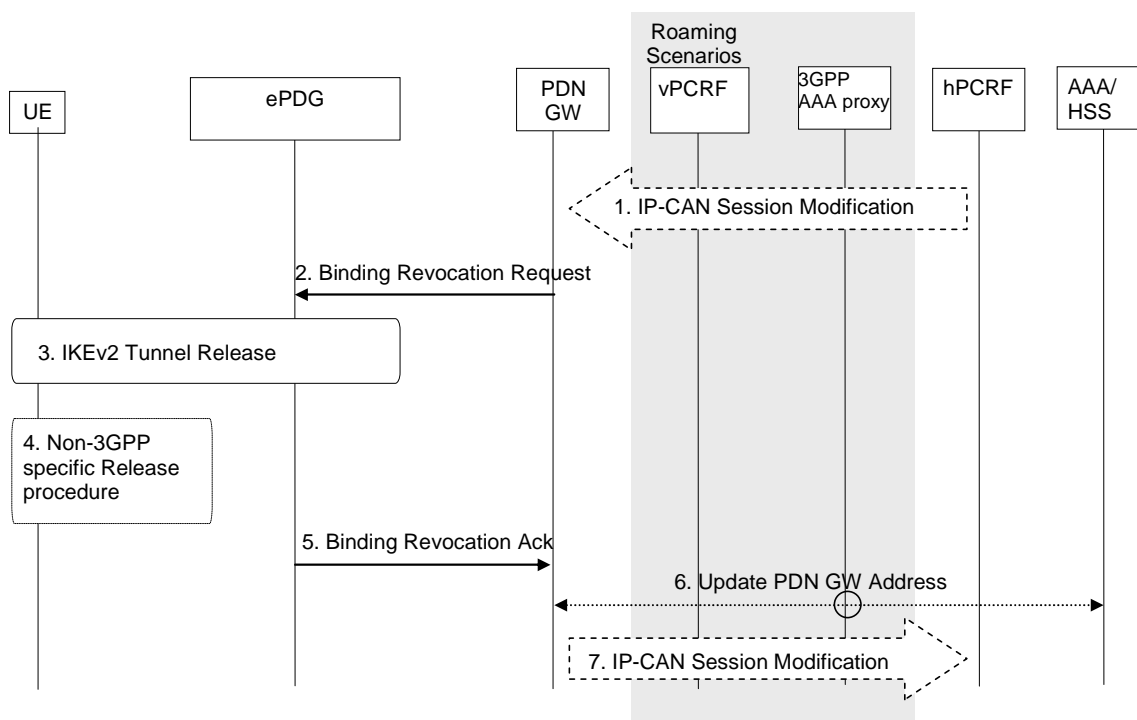 Roaming
Scenarios
UE
ePDG
PDN
GW
vPCRF
3GPP
AAA proxy
hPCRF
AAA/
HSS
1. IP-CAN Session Modification
2. Binding Revocation Request
3. IKEv2 Tunnel Release
4. Non-3GPP
specific Release
procedure
5. Binding Revocation Ack
6. Update PDN GW Address
7. IP-CAN Session Modification